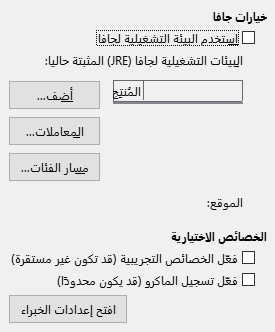 خيارات جافا
استخدم البيئة التشغيلية لجافا
البيئات التشغيلية لجافا (JRE) المثبتة حاليا:
المُنتِج
أضف...
المعاملات...
مسار الفئات...
الموقع:
الخصائص الاختيارية
فعّل الخصائص التجريبية (قد تكون غير مستقرة)
فعّل تسجيل الماكرو (قد يكون محدودًا)
افتح إعدادات الخبراء